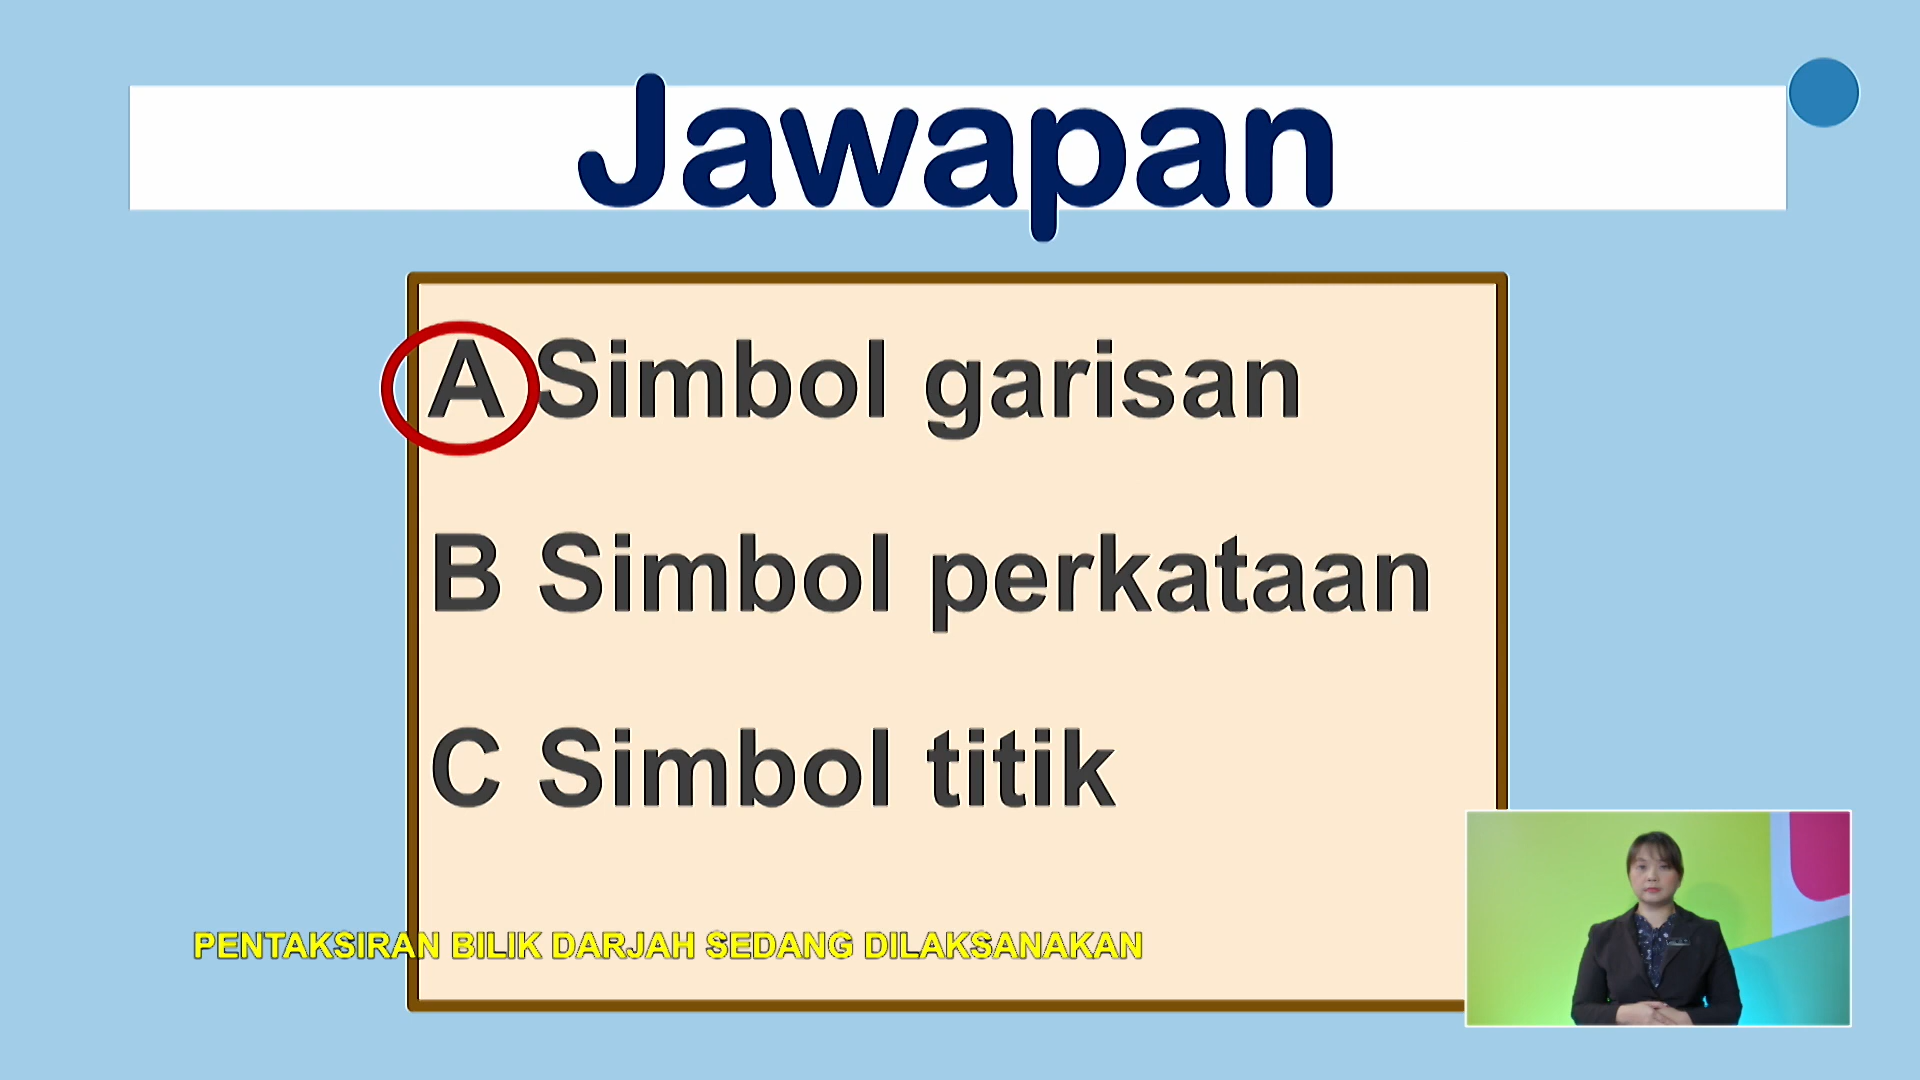 Jawapan
A Simbol garisan
B Simbol perkataan
C Simbol titik
PENTAKSIRAN BILIK DARJAH SEDANG DILAKSANAKAN